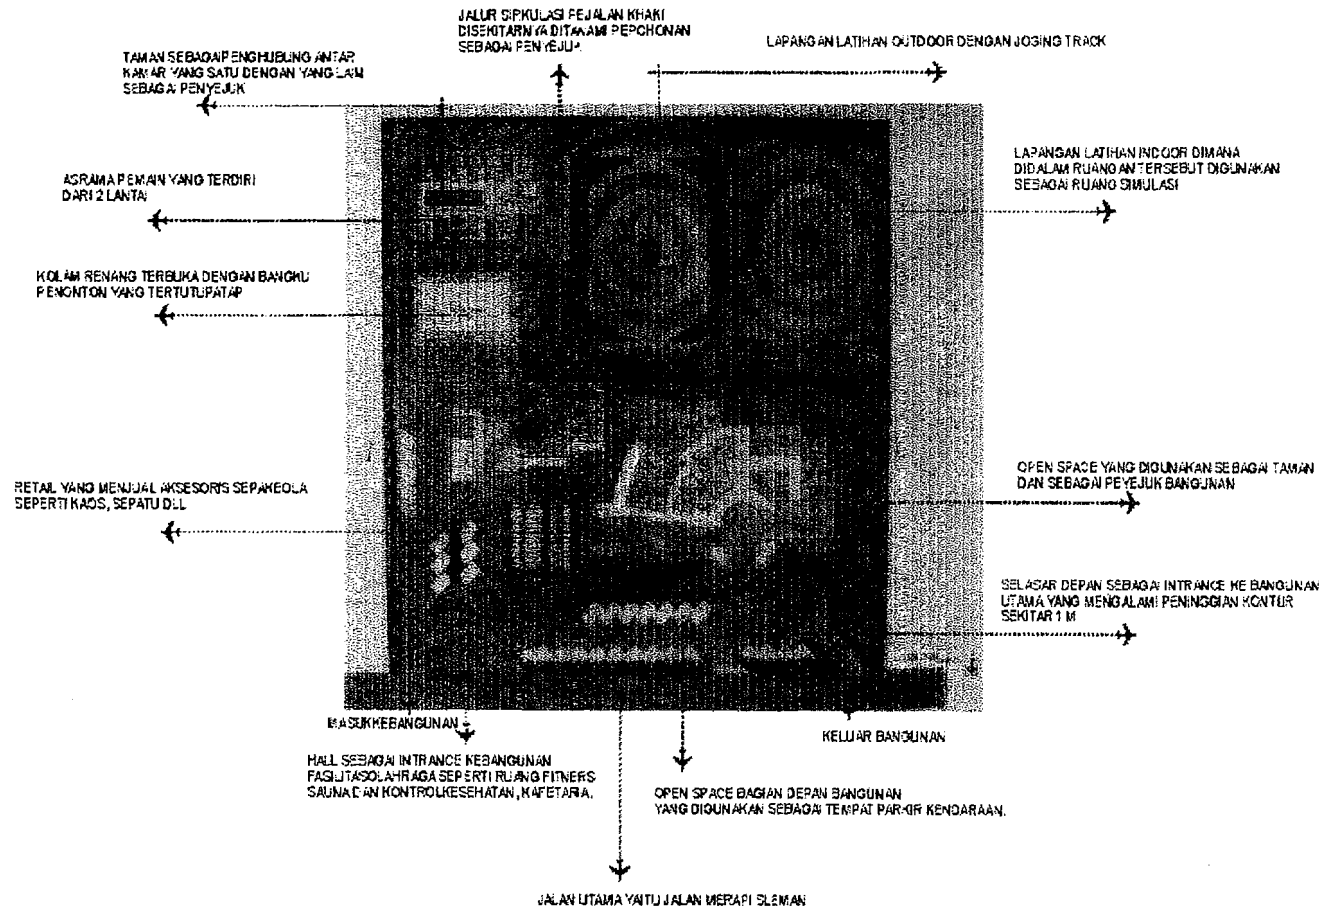 JALUR SIRKULASI PEJALAN KHAKI
DISEKITARNYA DITANAMI PEPOHONAN
SEBAGAI PENYEJUK
LAPANGAN LATIHAN OUTDOOR DENGAN JOGING TRACK
TAMAN SEBAGAI PENGHUBUNG ANTAR
KAMAR YANG SATU DENGAN YANG LAIM
SEBAGAI PENYEJUK
LAPANGAN LATIHAN INDOOR DIMANA
DIDALAM RUANGAN TERSEBUT DIGUNAKAN
SEBAGAI RUANG SIMULASI
ASRAMA PEMAIN YANG TERDIRI
DARI 2 LANTAI
KOLAM RENANG TERBUKA DENGAN BANGKU
PENONTON YANG TERTUTUP ATAP
OPEN SPACE YANG DIGUNAKAN SEBAGAI TAMAN
DAN SEBAGAI PEYEJUK BANGUNAN
RETAIL YANG MENJUAL AKSESORIS SEPAKBOLA
SEPERTI KAOS, SEPATU DLL
SELASAR DEPAN SEBAGAI INTRANCE KE BANGUNAN
UTAMA YANG MENGALAMI PENINGGIAN KONTUR
SEKITAR 1 M
MASUK KEBANGUNAN
KELUAR BANGUNAN
HALL SEBAGAI INTRANCE KEBANGUNAN
FASILITAS OLAHRAGA SEPERTI RUANG FITNERS
SAUNA DAN KONTROL KESEHATAN, KAFETARIA.
OPEN SPACE BAGIAN DEPAN BANGUNAN
YANG DIGUNAKAN SEBAGAI TEMPAT PARKIR KENDARAAN.
JALAN UTAMA YAITU JALAN MERAPI SLEMAN